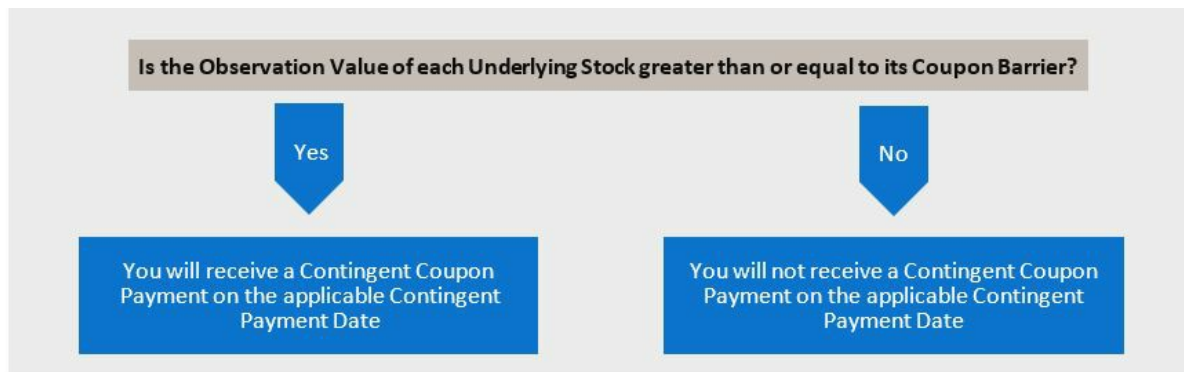 Is the Observation Value of each Underlying Stock greater than or equal to its Coupon Barrier?
Yes
No
You will receive a Contingent Coupon
Payment on the applicable Contingent
Payment Date
You will not receive a Contingent Coupon
Payment on the applicable Contingent
Payment Date